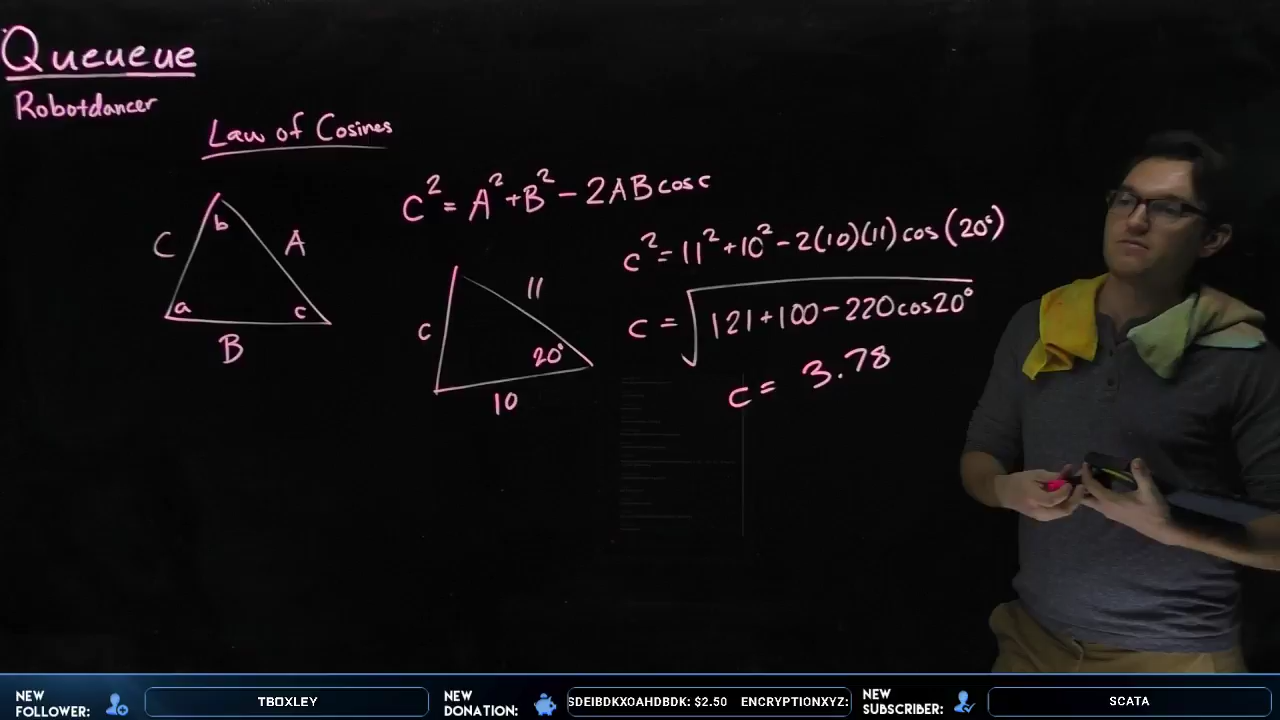 Queueue
Robotdancer
Law of Cosines
C² = A² + B² - 2AB cos c
C
b
A
a
c
B
c² = 11² + 10² - 2(10)(11) cos(20°)
11
c
20°
10
c = √121 + 100 - 220 cos 20°
c = 3.78
NEW FOLLOWER:
TBOXLEY
NEW DONATION:
SDEIBDKXOAHDBDK: $2.50 ENCRYPTIONXYZ:
NEW SUBSCRIBER:
SCATA